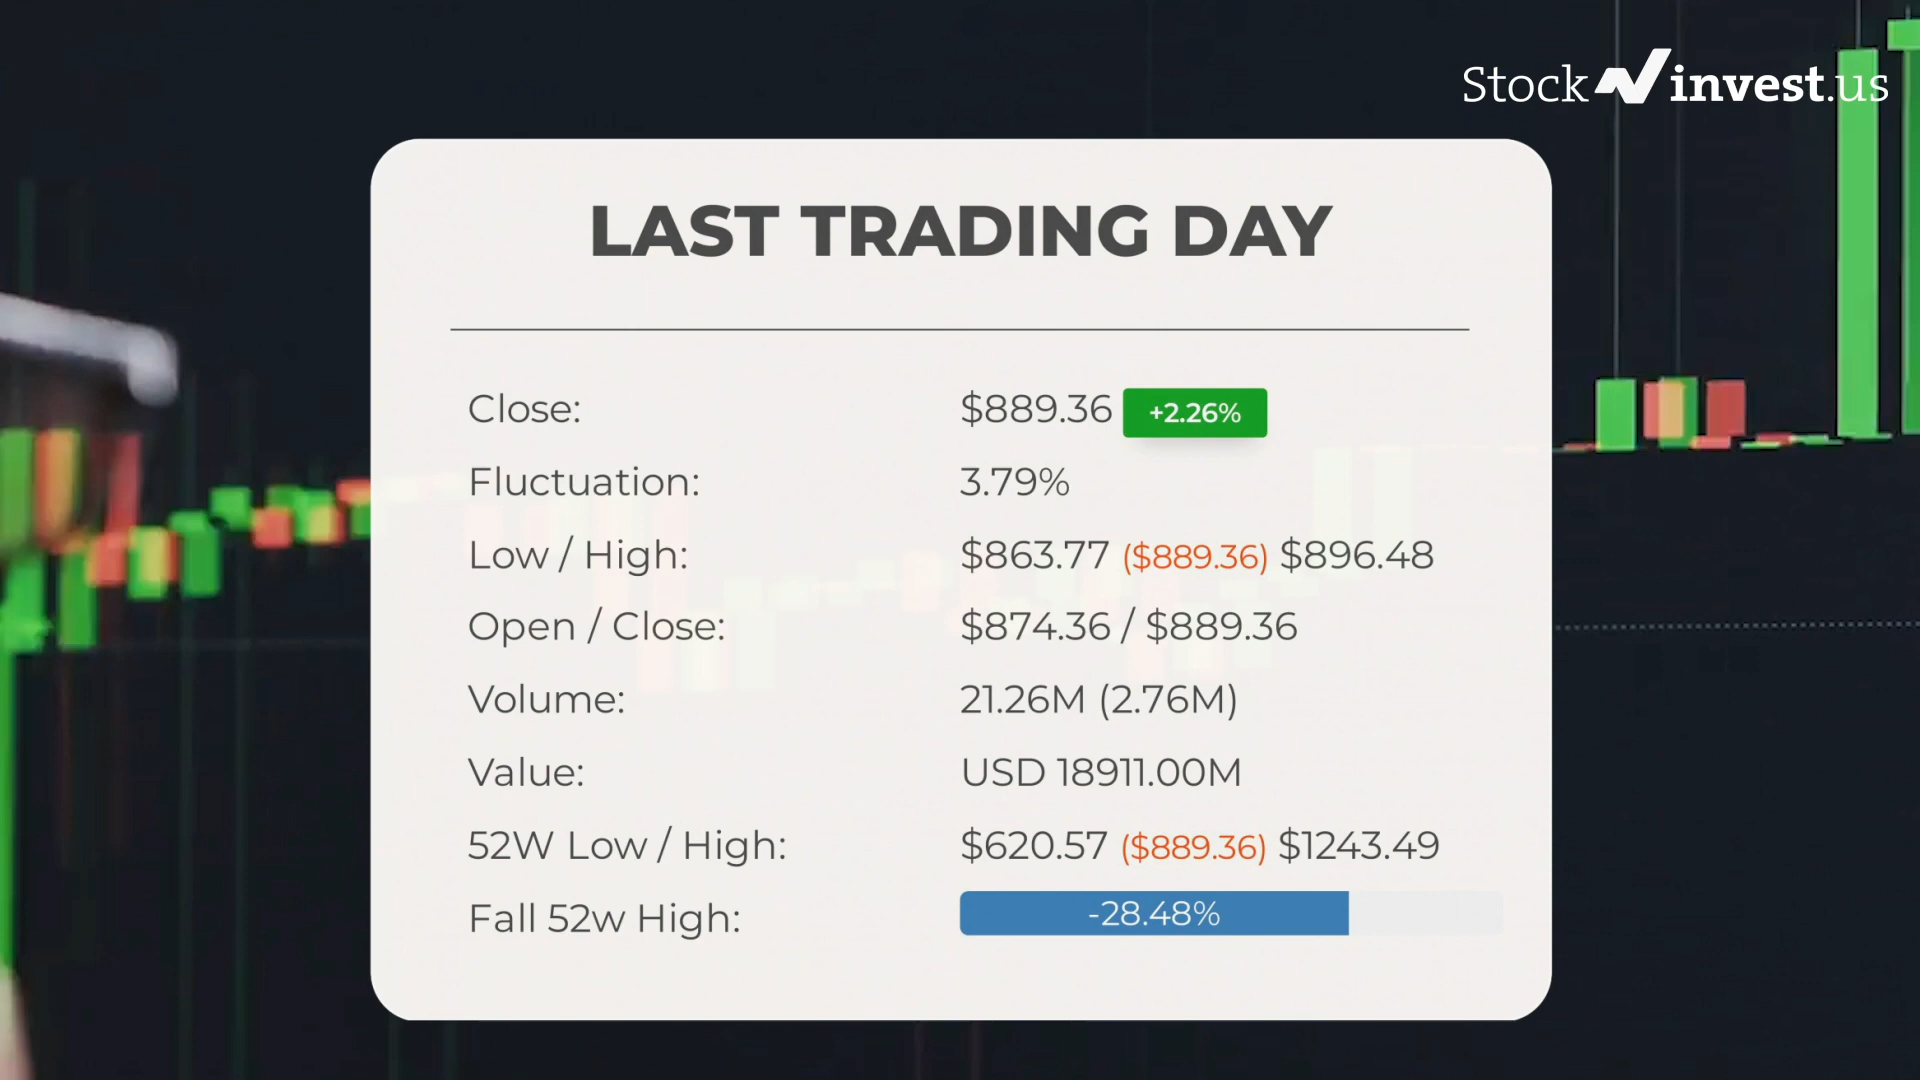 Stock invest.us
LAST TRADING DAY
Close: $889.36 +2.26%
Fluctuation: 3.79%
Low / High: $863.77 ($889.36) $896.48
Open / Close: $874.36 / $889.36
Volume: 21.26M (2.76M)
Value: USD 18911.00M
52W Low / High: $620.57 ($889.36) $1243.49
Fall 52w High: -28.48%